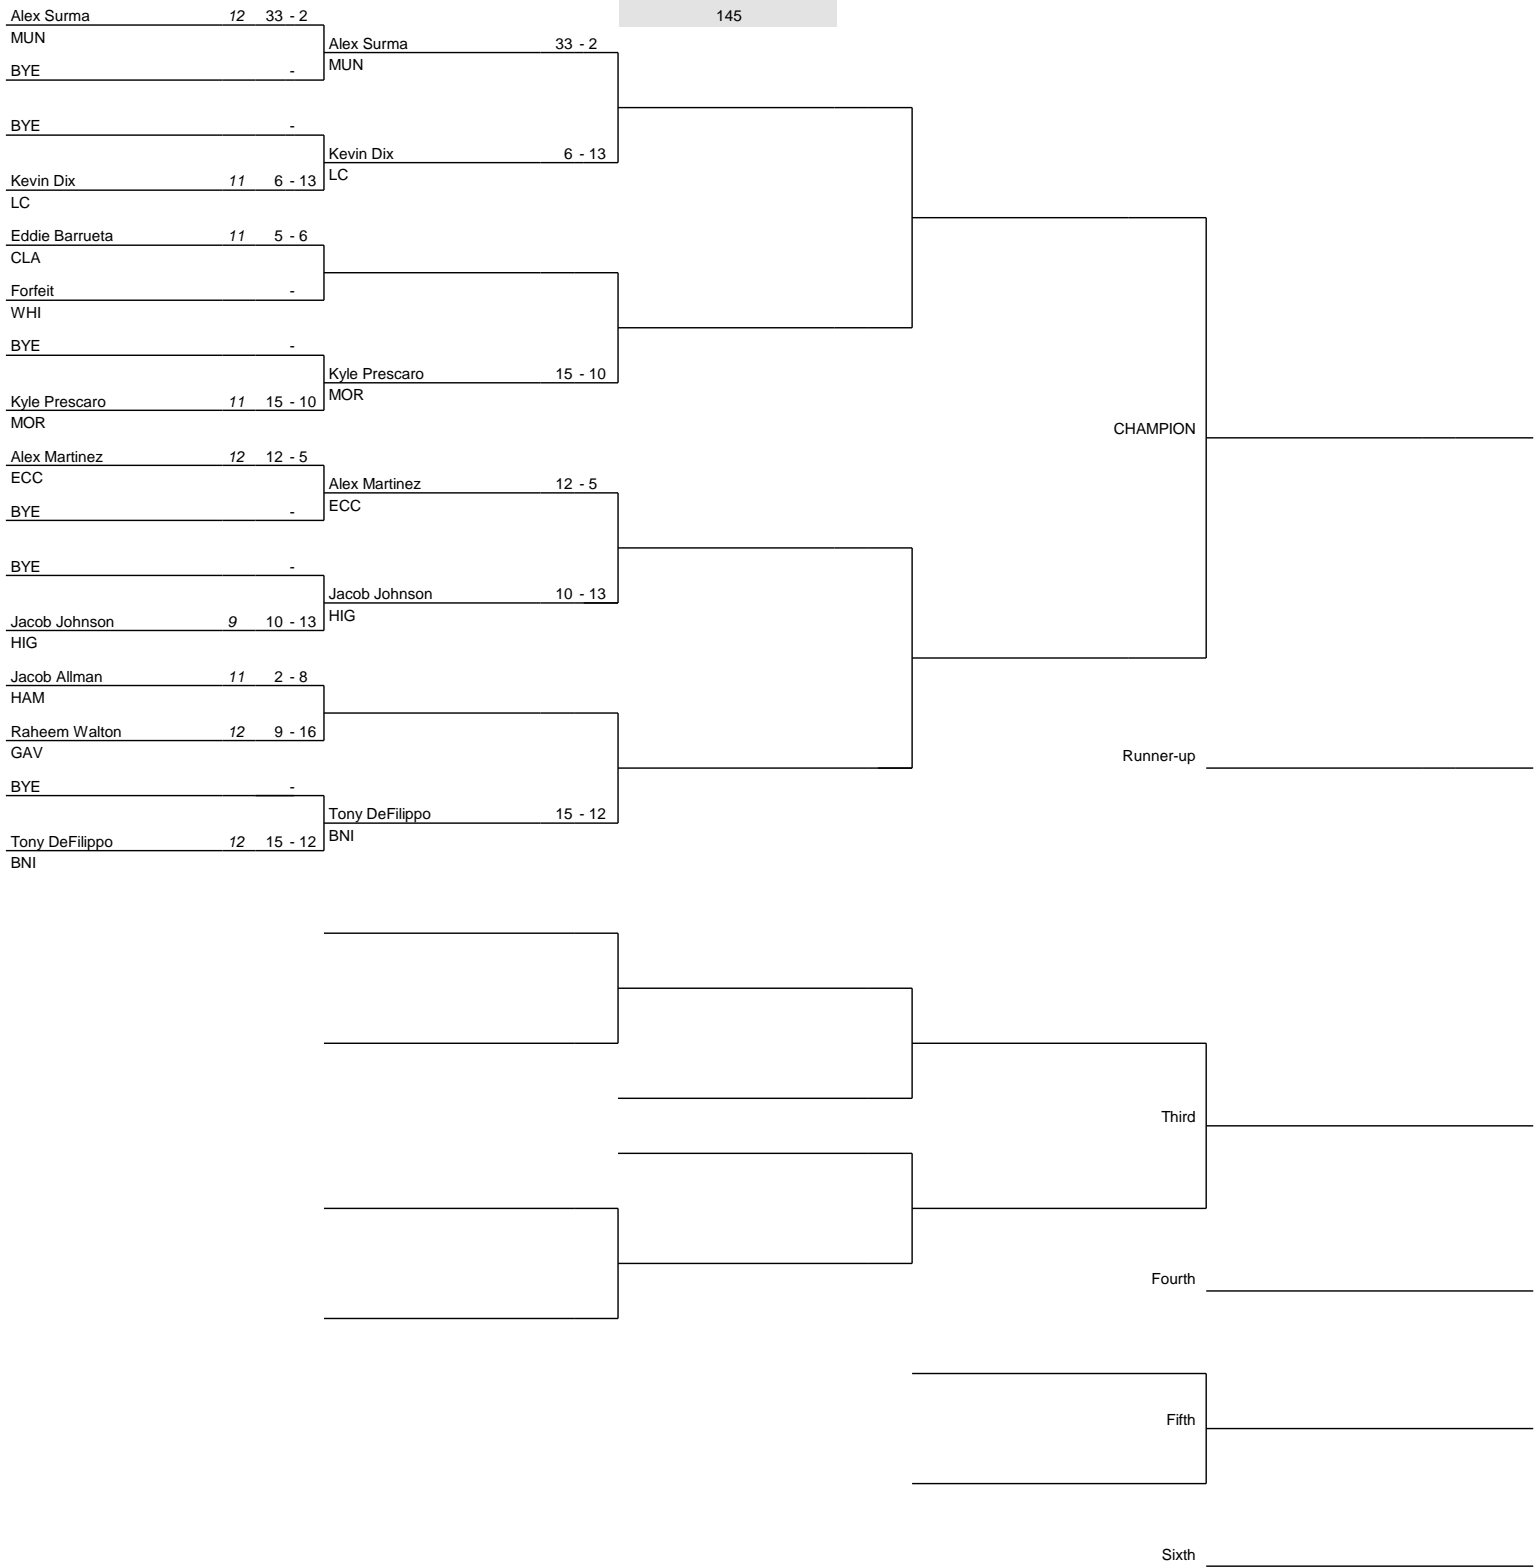 Alex Surma 12 33 - 2
MUN
BYE -
BYE -
Kevin Dix 11 6 - 13
LC
Eddie Barrueta 11 5 - 6
CLA
Forfeit -
WHI
BYE -
Kyle Prescaro 11 15 - 10
MOR
Alex Martinez 12 12 - 5
ECC
BYE -
BYE -
Jacob Johnson 9 10 - 13
HIG
Jacob Allman 11 2 - 8
HAM
Raheem Walton 12 9 - 16
GAV
BYE -
Tony DeFilippo 12 15 - 12
BNI
Alex Surma 33 - 2
MUN
Kevin Dix 6 - 13
LC
Kyle Prescaro 15 - 10
MOR
Alex Martinez 12 - 5
ECC
Jacob Johnson 10 - 13
HIG
Tony DeFilippo 15 - 12
BNI
145
CHAMPION
Runner-up
Third
Fourth
Fifth
Sixth